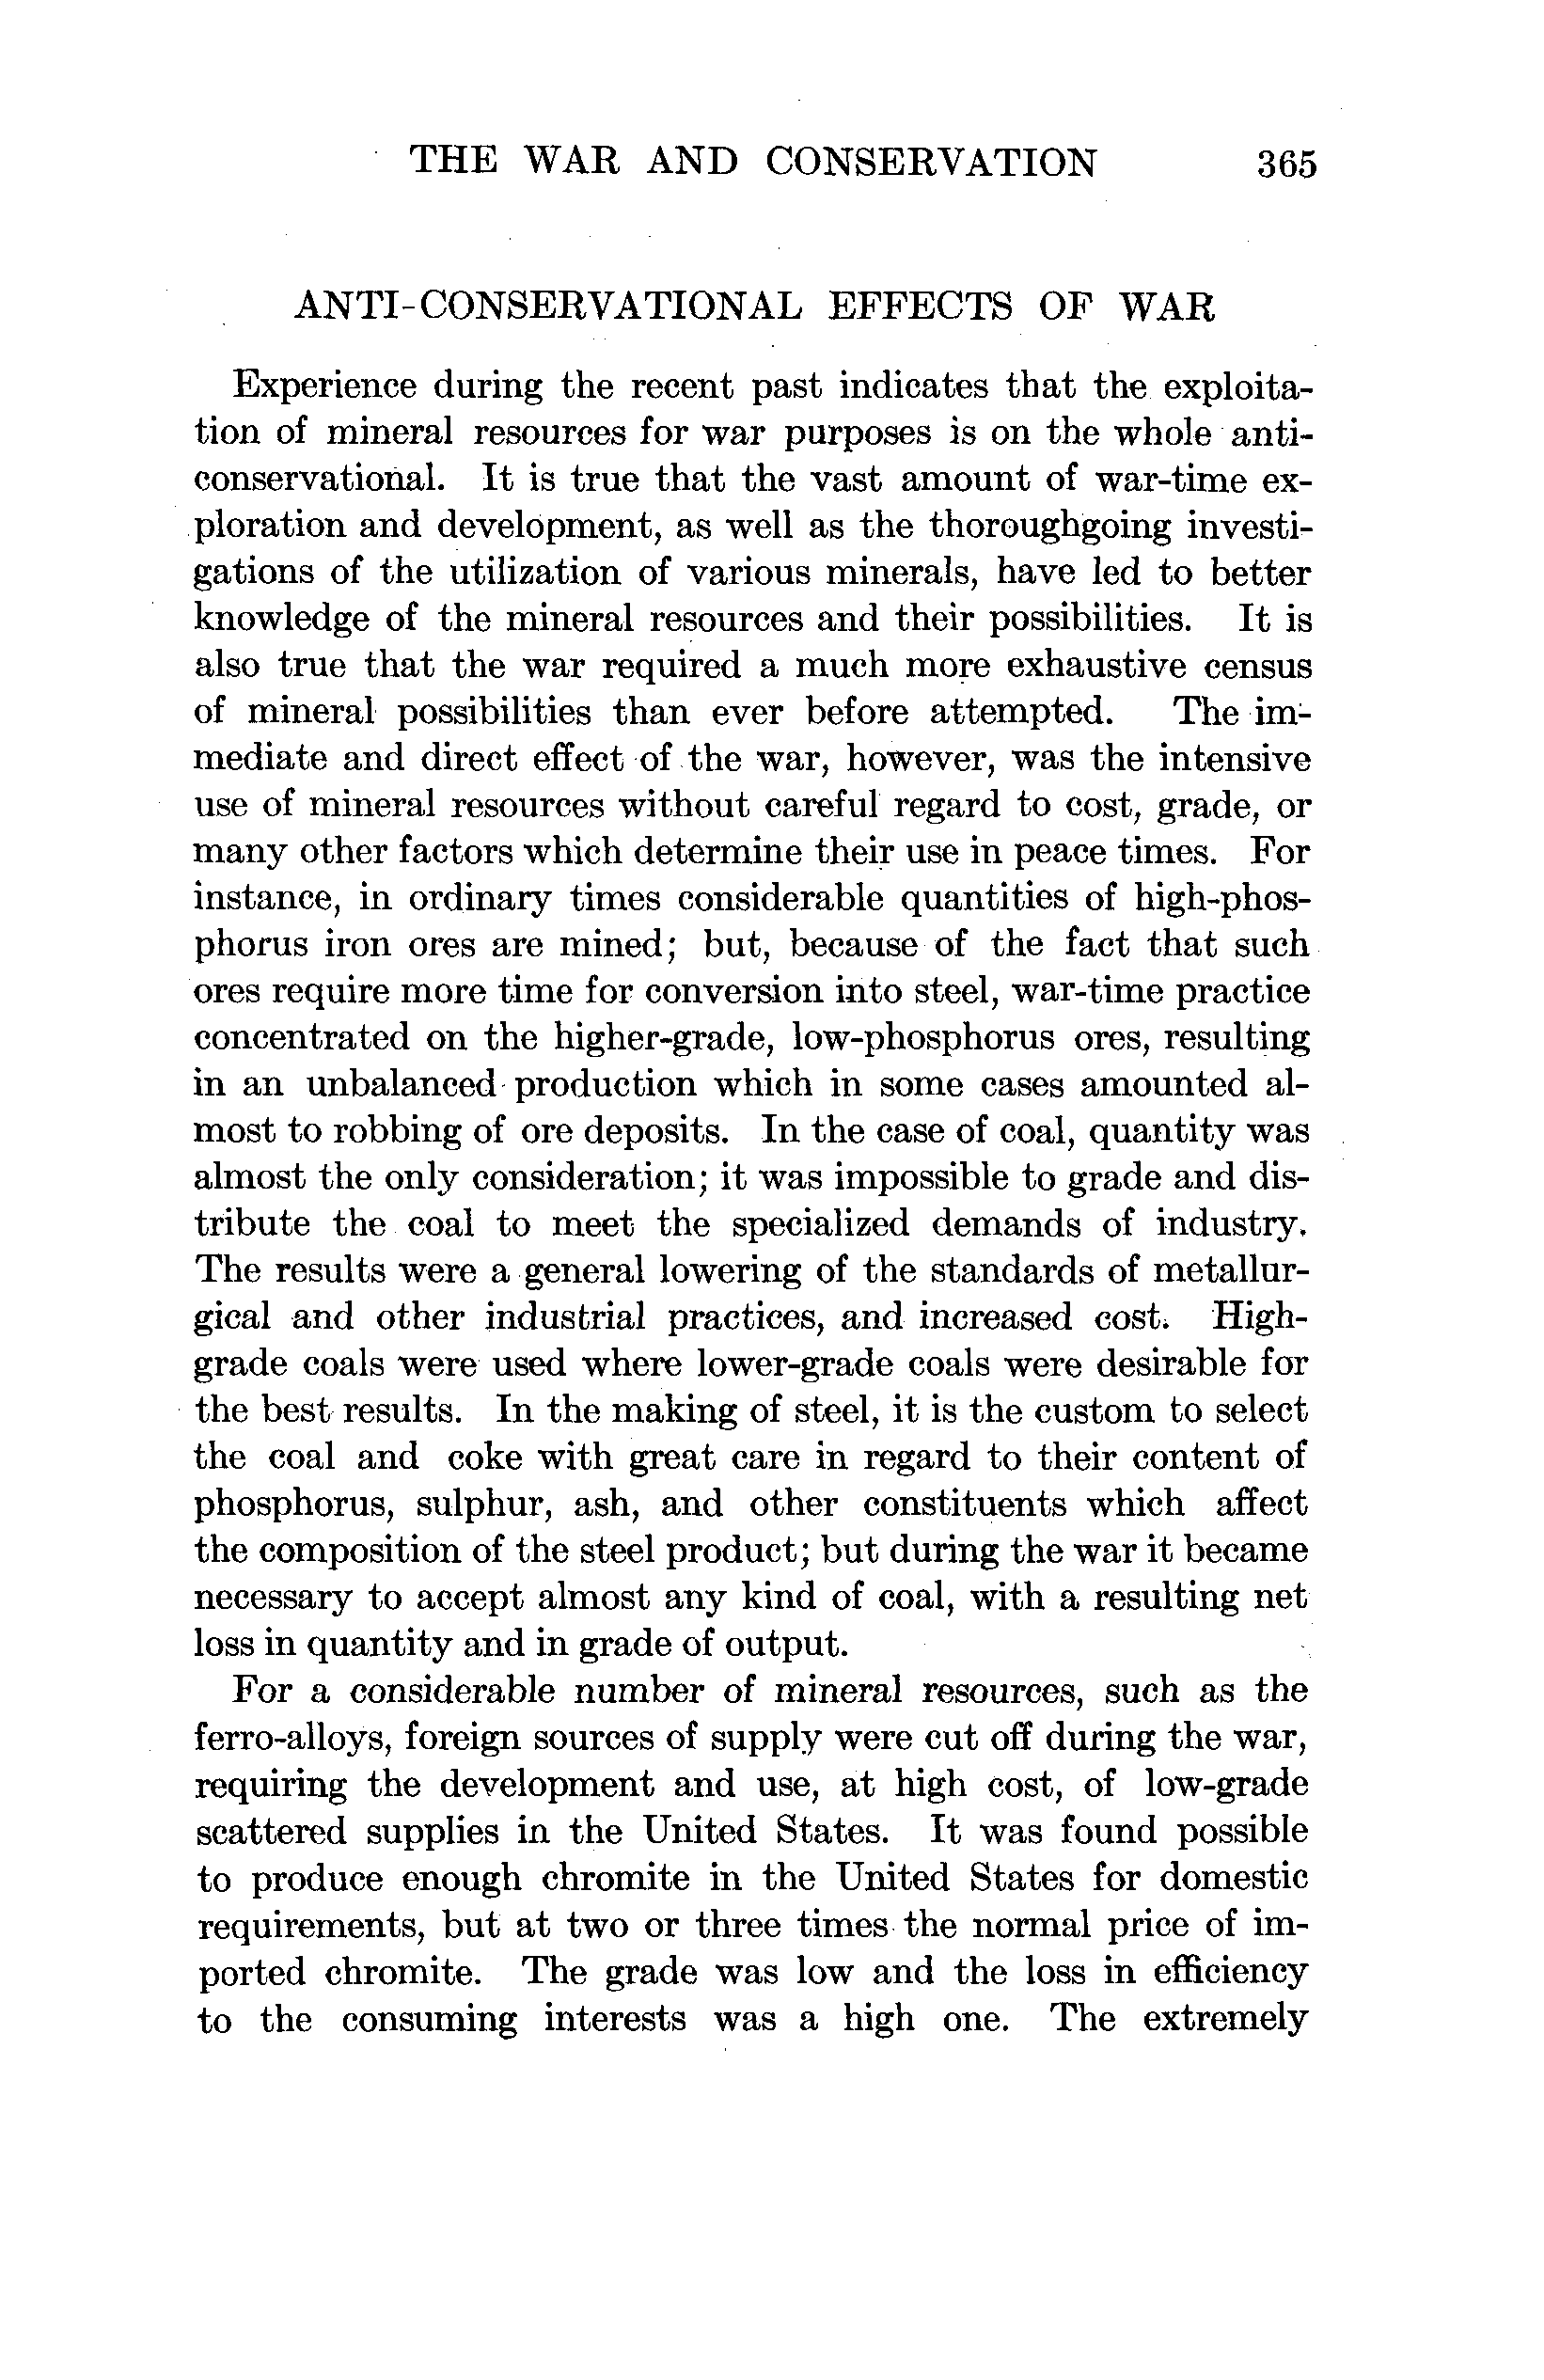 THE WAR AND CONSERVATION 365
ANTI-CONSERVATIONAL EFFECTS OF WAR
Experience during the recent past indicates that the exploita-
tion of mineral resources for war purposes is on the whole anti-
conservational. It is true that the vast amount of war-time ex-
ploration and development, as well as the thoroughgoing investi-
gations of the utilization of various minerals, have led to better
knowledge of the mineral resources and their possibilities. It is
also true that the war required a much more exhaustive census
of mineral possibilities than ever before attempted. The im-
mediate and direct effect of the war, however, was the intensive
use of mineral resources without careful regard to cost, grade, or
many other factors which determine their use in peace times. For
instance, in ordinary times considerable quantities of high-phos-
phorus iron ores are mined; but, because of the fact that such
ores require more time for conversion into steel, war-time practice
concentrated on the higher-grade, low-phosphorus ores, resulting
in an unbalanced production which in some cases amounted al-
most to robbing of ore deposits. In the case of coal, quantity was
almost the only consideration; it was impossible to grade and dis-
tribute the coal to meet the specialized demands of industry.
The results were a general lowering of the standards of metallur-
gical and other industrial practices, and increased cost. High-
grade coals were used where lower-grade coals were desirable for
the best results. In the making of steel, it is the custom to select
the coal and coke with great care in regard to their content of
phosphorus, sulphur, ash, and other constituents which affect
the composition of the steel product; but during the war it became
necessary to accept almost any kind of coal, with a resulting net
loss in quantity and in grade of output.
For a considerable number of mineral resources, such as the
ferro-alloys, foreign sources of supply were cut off during the war,
requiring the development and use, at high cost, of low-grade
scattered supplies in the United States. It was found possible
to produce enough chromite in the United States for domestic
requirements, but at two or three times the normal price of im-
ported chromite. The grade was low and the loss in efficiency
to the consuming interests was a high one. The extremely